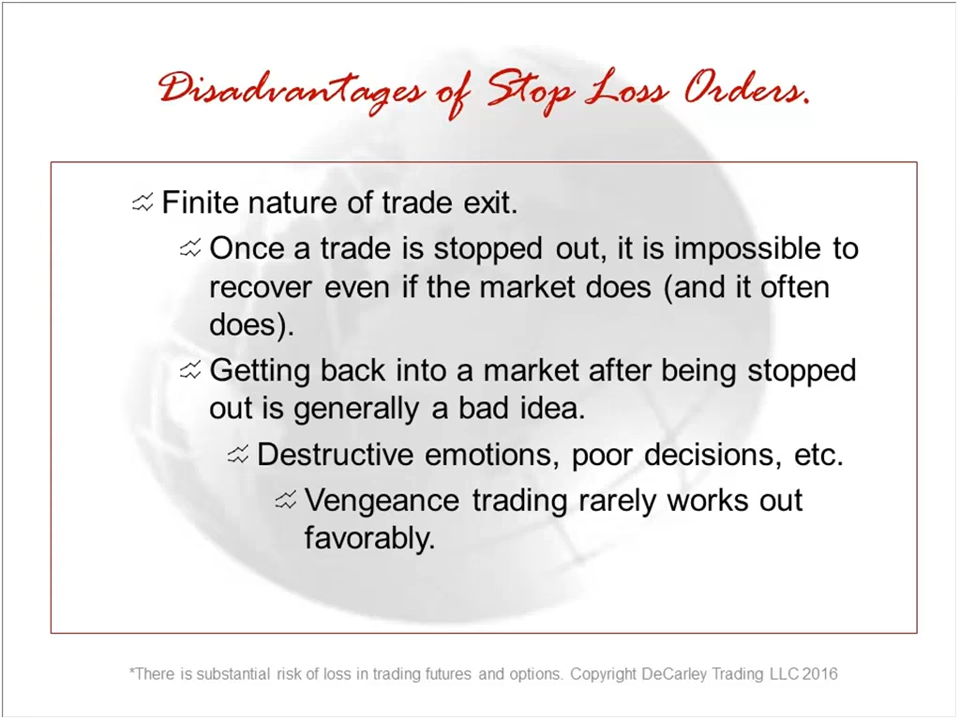 Disadvantages of Stop Loss Orders.
Finite nature of trade exit.
Once a trade is stopped out, it is impossible to
recover even if the market does (and it often
does).
Getting back into a market after being stopped
out is generally a bad idea.
Destructive emotions, poor decisions, etc.
Vengeance trading rarely works out
favorably.
*There is substantial risk of loss in trading futures and options. Copyright DeCarley Trading LLC 2016